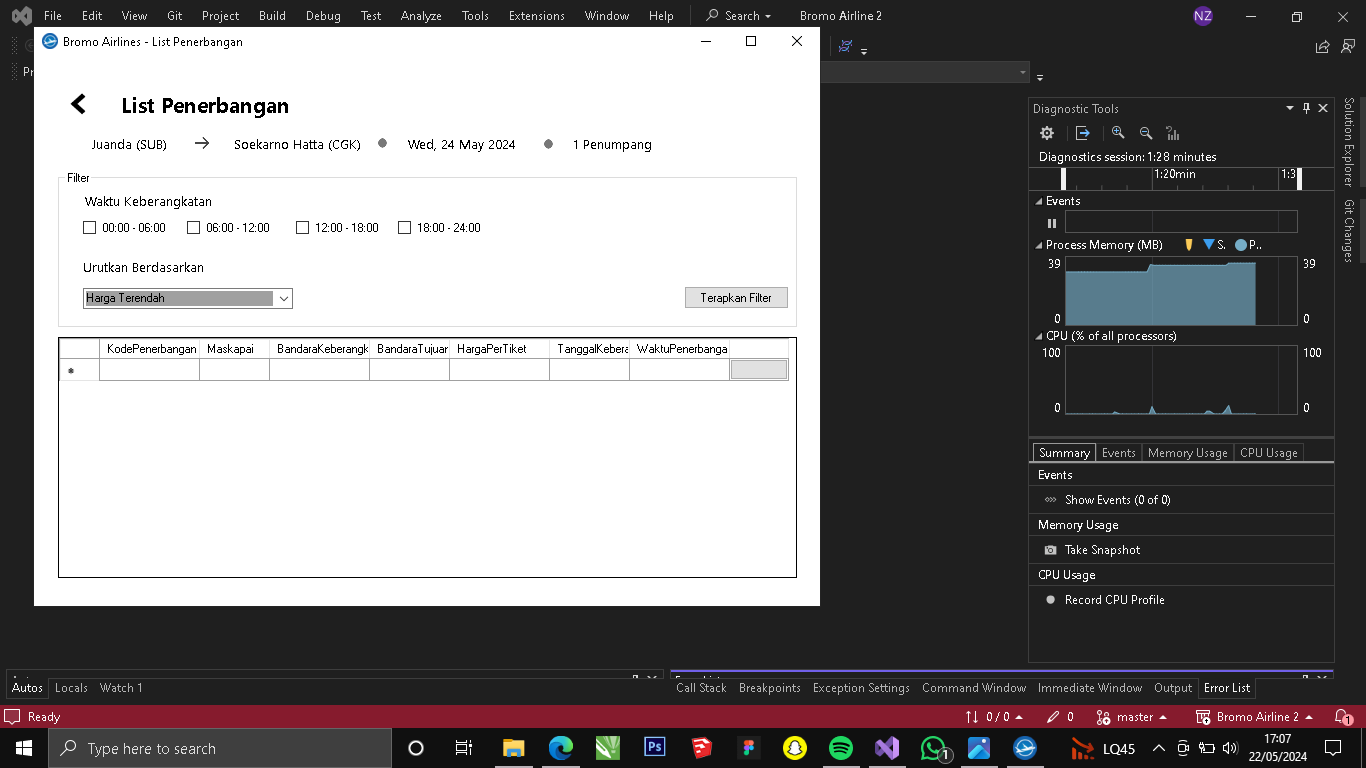 File Edit View Git Project Build Debug Test Analyze Tools Extensions Window Help Search Bromo Airline 2 NZ
Bromo Airlines - List Penerbangan
List Penerbangan
Juanda (SUB) Soekarno Hatta (CGK) Wed, 24 May 2024 1 Penumpang
Filter
Waktu Keberangkatan
00:00 - 06:00 06:00 - 12:00 12:00 - 18:00 18:00 - 24:00
Urutkan Berdasarkan
Harga Terendah
Terapkan Filter
KodePenerbangan Maskapai BandaraKeberangk BandaraTujuar HargaPerTiket TanggalKebera WaktuPenerbanga
Diagnostic Tools
Diagnostics session: 1:28 minutes
1:20min 1:3
Events
Process Memory (MB) S. P..
39 39
0 0
CPU (% of all processors)
100 100
0 0
Summary Events Memory Usage CPU Usage
Events
Show Events (0 of 0)
Memory Usage
Take Snapshot
CPU Usage
Record CPU Profile
Solution Explorer
Git Changes
Autos Locals Watch 1
Call Stack Breakpoints Exception Settings Command Window Immediate Window Output Error List
Ready 0 / 0 0 master Bromo Airline 2 1
Type here to search
Ps
1
LQ45
17:07
22/05/2024